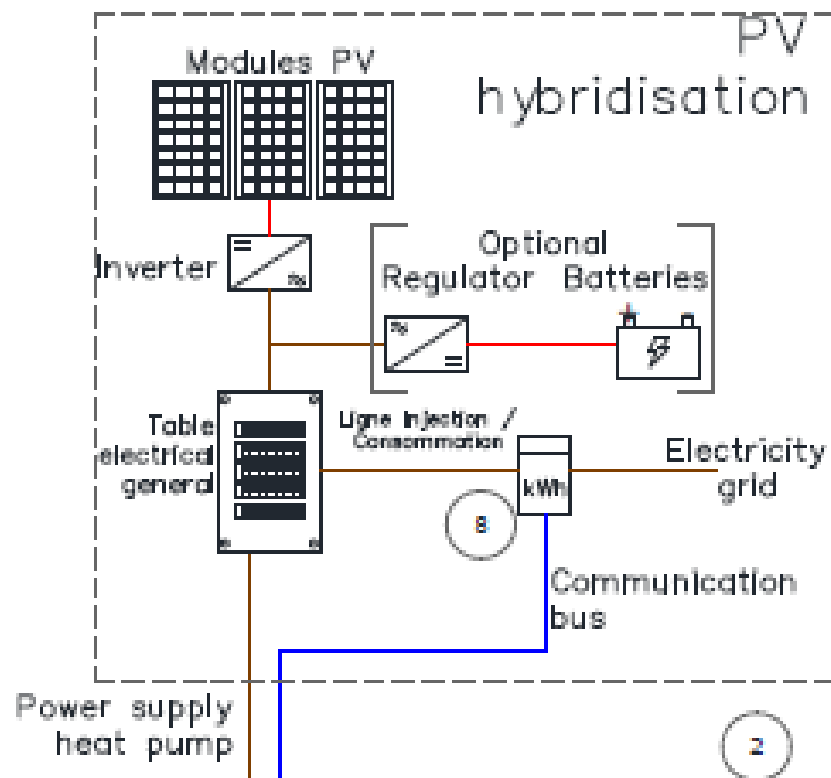 PV
hybridisation
Modules PV
Inverter
Optional
Regulator Batteries
Table
electrical
general
Ligne Injection /
Consommation
kWh
Electricity
grid
8
Communication
bus
Power supply
heat pump
2